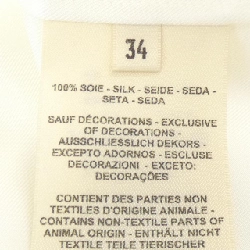 34
100% SOIE - SILK - SEIDE - SEDA -
SETA - SEDA
SAUF DÉCORATIONS - EXCLUSIVE
OF DECORATIONS -
AUSSCHLIESSLICH DEKORS -
EXCEPTO ADORNOS - ESCLUSE
DECORAZIONI - EXCETO:
DECORAÇÕES
CONTIENT DES PARTIES NON
TEXTILES D'ORIGINE ANIMALE -
CONTAINS NON-TEXTILE PARTS OF
ANIMAL ORIGIN - ENTHÄLT NICHT
TEXTILE TEILE TIERISCHER